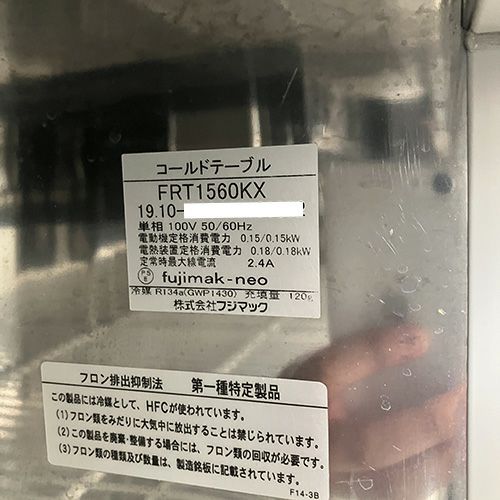 コールドテーブル
FRT1560KX
19.10-
単相 100V 50/60Hz
電動機定格消費電力 0.15/0.15kW
電熱装置定格消費電力 0.18/0.18kW
定常時最大線電流 2.4A
fujimak-neo
冷媒 R134a(GWP1430) 充填量 120g
株式会社フジマック
フロン排出抑制法 第一種特定製品
この製品には冷媒として、HFCが使われています。
(1)フロン類をみだりに大気中に放出することは禁じられています。
(2)この製品を廃棄・整備する場合には、フロン類の回収が必要です。
(3)フロン類の種類及び数量は、製造銘板に記載されています。
F14-3B